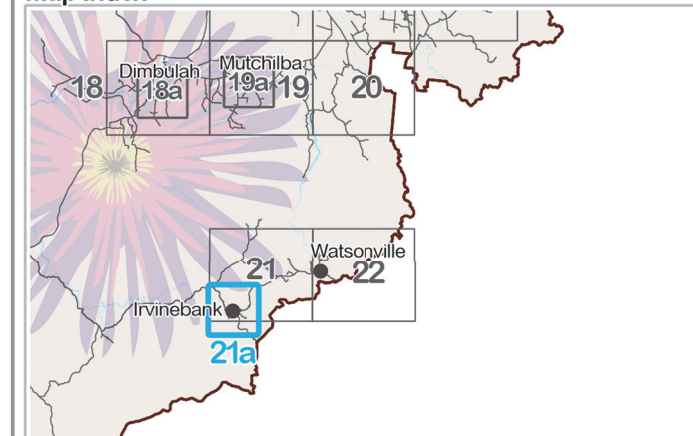 Dimbulah
Mutchilba
18
18a
19a
19
20
Watsonville
21
22
Irvinebank
21a